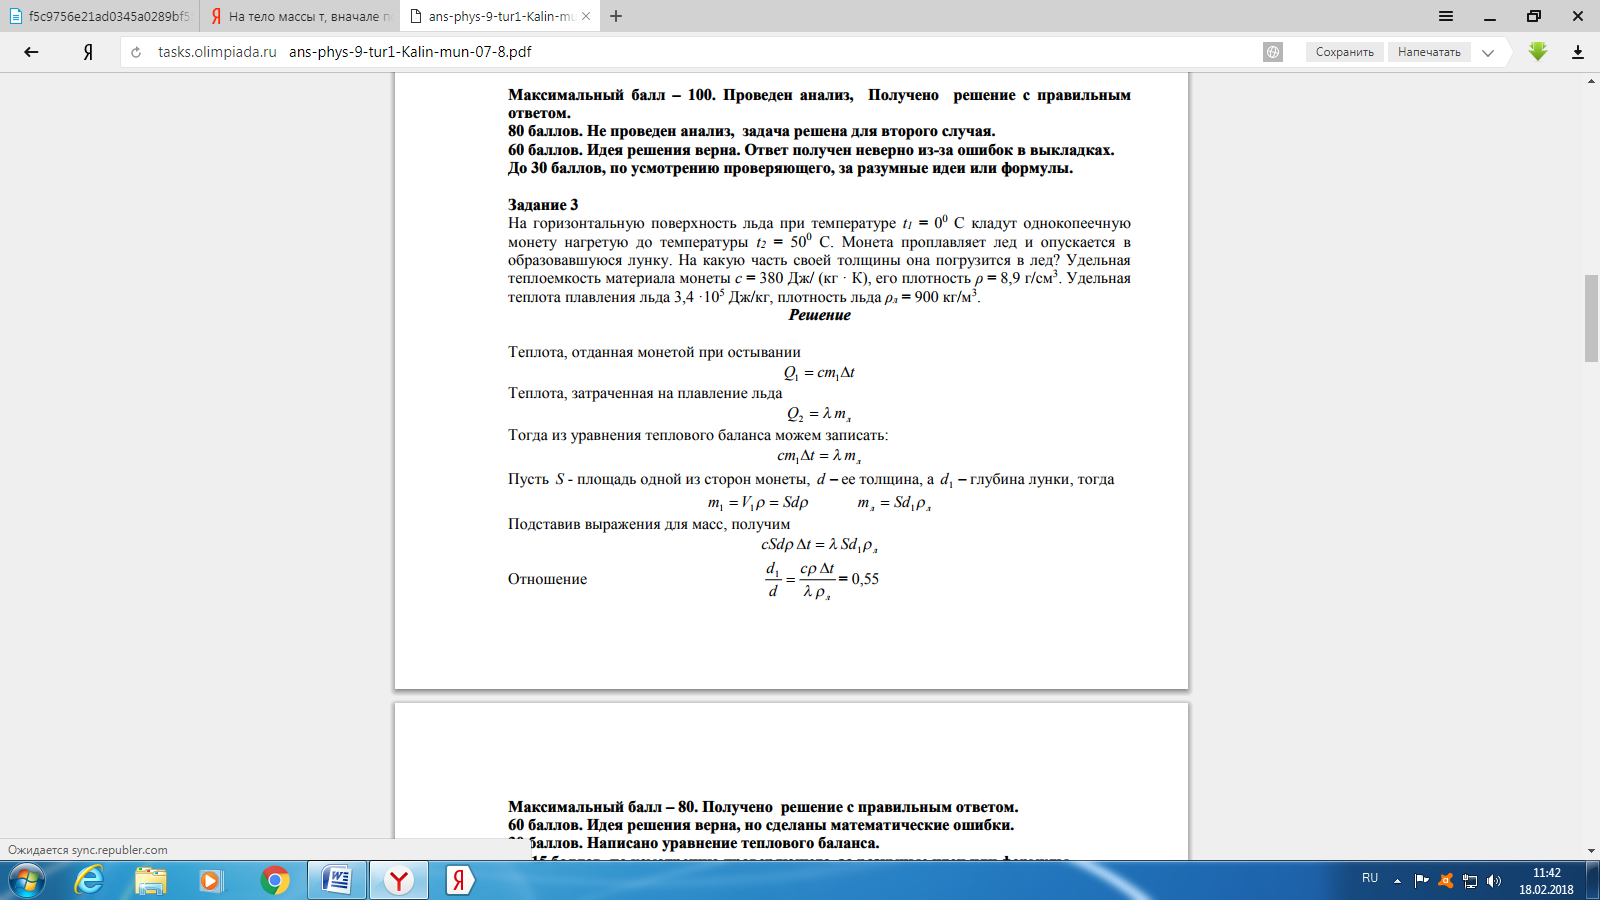 f5c9756e21ad0345a0289bf5
На тело массы т, вначале п
ans-phys-9-tur1-Kalin-mu
tasks.olimpiada.ru ans-phys-9-tur1-Kalin-mun-07-8.pdf
Сохранить
Напечатать
Максимальный балл – 100. Проведен анализ, Получено решение с правильным
ответом.
80 баллов. Не проведен анализ, задача решена для второго случая.
60 баллов. Идея решения верна. Ответ получен неверно из-за ошибок в выкладках.
До 30 баллов, по усмотрению проверяющего, за разумные идеи или формулы.
Задание 3
На горизонтальную поверхность льда при температуре t₁ = 0⁰ С кладут однокопеечную
монету нагретую до температуры t₂ = 50⁰ С. Монета проплавляет лед и опускается в
образовавшуюся лунку. На какую часть своей толщины она погрузится в лед? Удельная
теплоемкость материала монеты c = 380 Дж/ (кг · К), его плотность ρ = 8,9 г/см³. Удельная
теплота плавления льда 3,4 ·10⁵ Дж/кг, плотность льда ρл = 900 кг/м³.
Решение
Теплота, отданная монетой при остывании
Q₁ = cm₁Δt
Теплота, затраченная на плавление льда
Q₂ = λ mл
Тогда из уравнения теплового баланса можем записать:
cm₁Δt = λ mл
Пусть S - площадь одной из сторон монеты, d – ее толщина, а d₁ – глубина лунки, тогда
m₁ = V₁ρ = Sdρ mл = Sd₁ρл
Подставив выражения для масс, получим
cSdρ Δt = λ Sd₁ρл
Отношение d₁/d = cρ Δt/λ ρл = 0,55
Максимальный балл – 80. Получено решение с правильным ответом.
60 баллов. Идея решения верна, но сделаны математические ошибки.
баллов. Написано уравнение теплового баланса.
Ожидается sync.republer.com
RU
11:42
18.02.2018